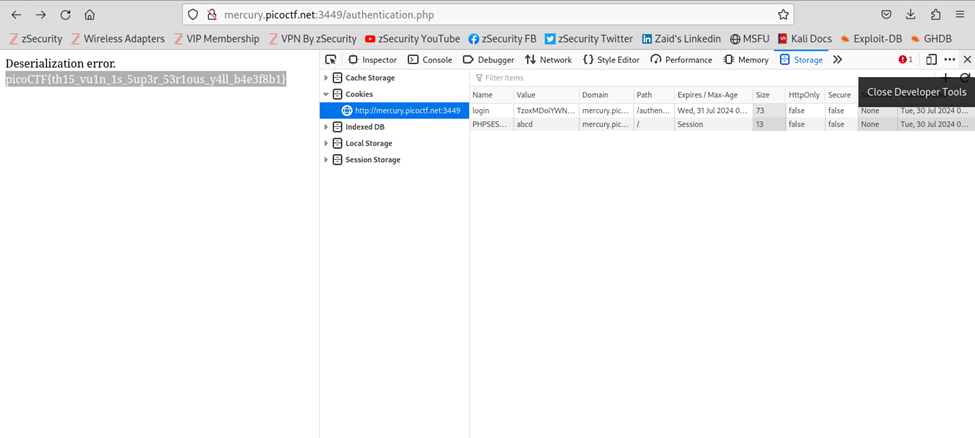 mercury.picoctf.net:3449/authentication.php
zSecurity Wireless Adapters VIP Membership VPN By zSecurity zSecurity YouTube zSecurity FB zSecurity Twitter Zaid's Linkedin MSFU Kali Docs Exploit-DB GHDB
Deserialization error.
picoCTF{th15_vu1n_1s_5up3r_53r1ous_y4ll_b4e3f8b1}
Inspector Console Debugger Network Style Editor Performance Memory Storage 1
Cache Storage
Cookies
http://mercury.picoctf.net:3449
Indexed DB
Local Storage
Session Storage
Filter Items
Close Developer Tools
Name Value Domain Path Expires / Max-Age Size HttpOnly Secure
login TzoxMDoiYWN... mercury.pic... /authen... Wed, 31 Jul 2024 0... 73 false false None Tue, 30 Jul 2024 0...
PHPSES... abcd mercury.pic... / Session 13 false false None Tue, 30 Jul 2024 0...